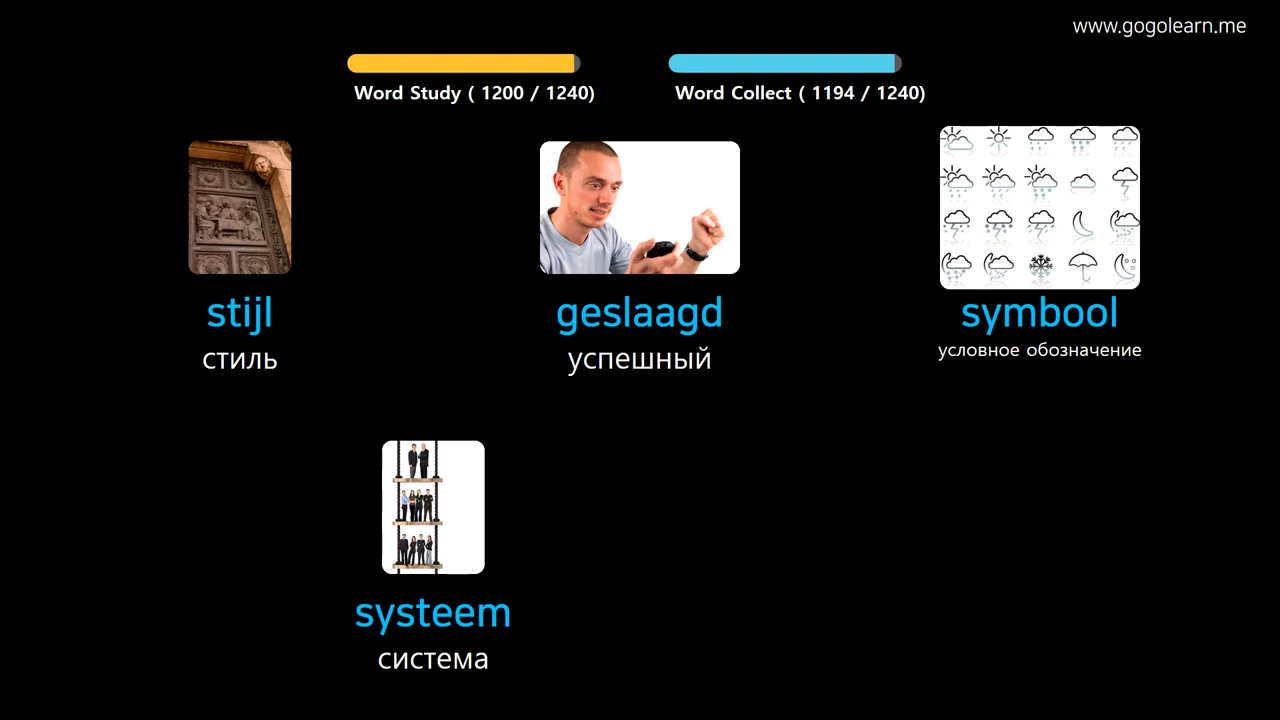 www.gogolearn.me
Word Study ( 1200 / 1240)
Word Collect ( 1194 / 1240)
stijl
стиль
geslaagd
успешный
symbool
условное обозначение
systeem
система